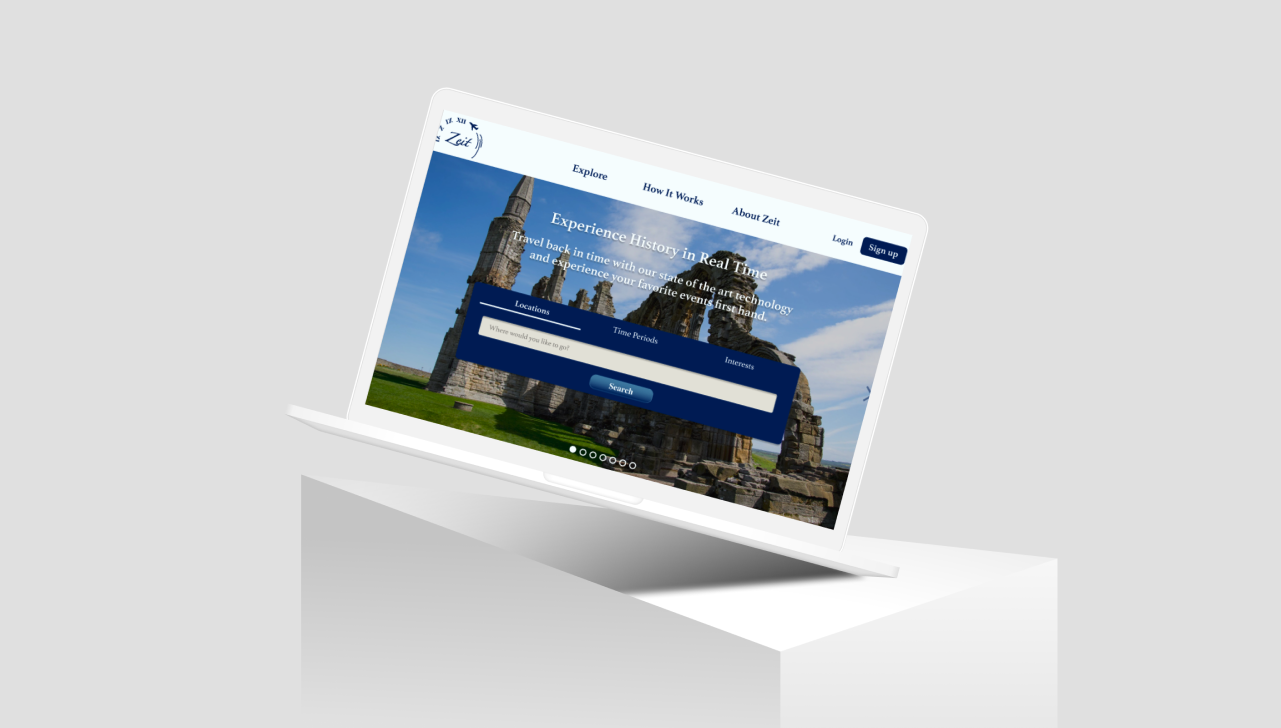 IX X XII
Zeit
Explore
How It Works
About Zeit
Login
Sign up
Experience History in Real Time
Travel back in time with our state of the art technology
and experience your favorite events first hand.
Locations
Time Periods
Interests
Where would you like to go?
Search